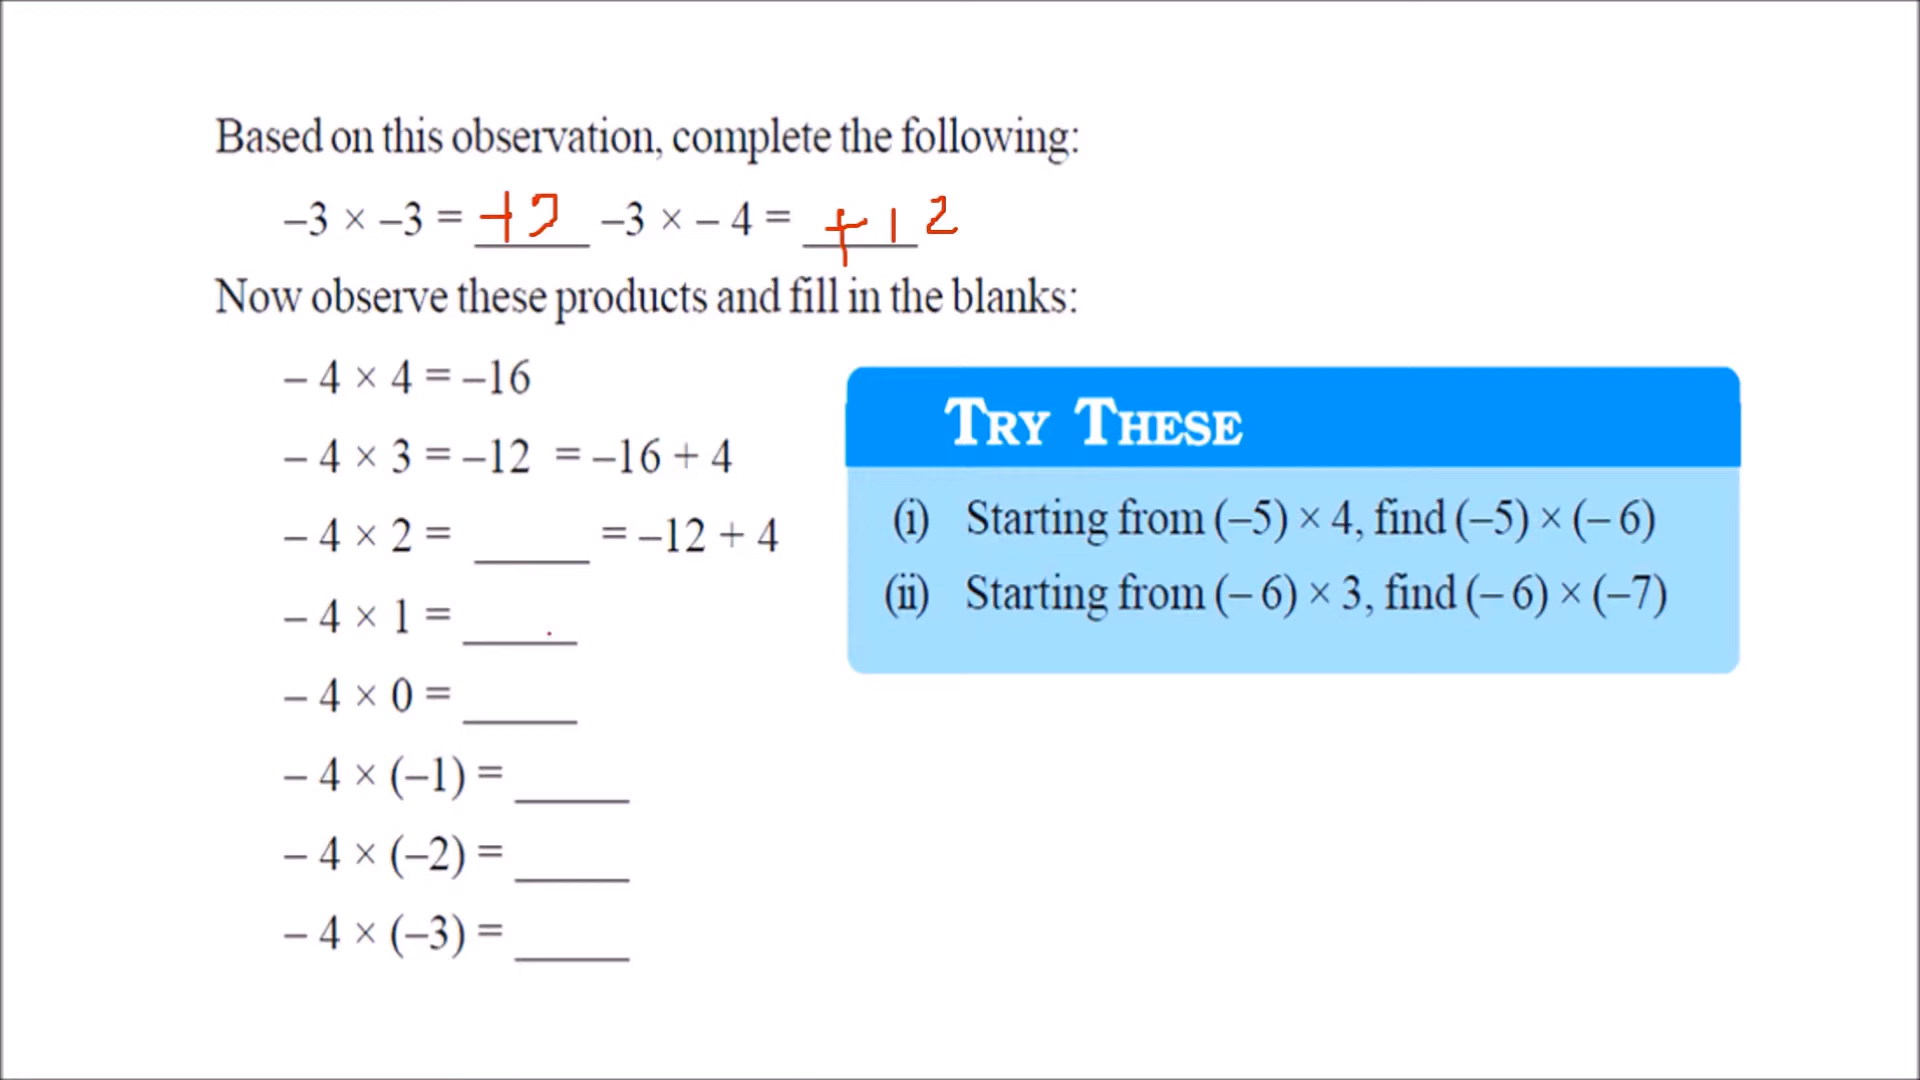 Based on this observation, complete the following:
–3 × –3 = +9 –3 × – 4 = +12
Now observe these products and fill in the blanks:
– 4 × 4 = –16
– 4 × 3 = –12 = –16 + 4
– 4 × 2 = _____ = –12 + 4
– 4 × 1 = _____
– 4 × 0 = _____
– 4 × (–1) = _____
– 4 × (–2) = _____
– 4 × (–3) = _____
TRY THESE
(i) Starting from (–5) × 4, find (–5) × (– 6)
(ii) Starting from (– 6) × 3, find (– 6) × (–7)